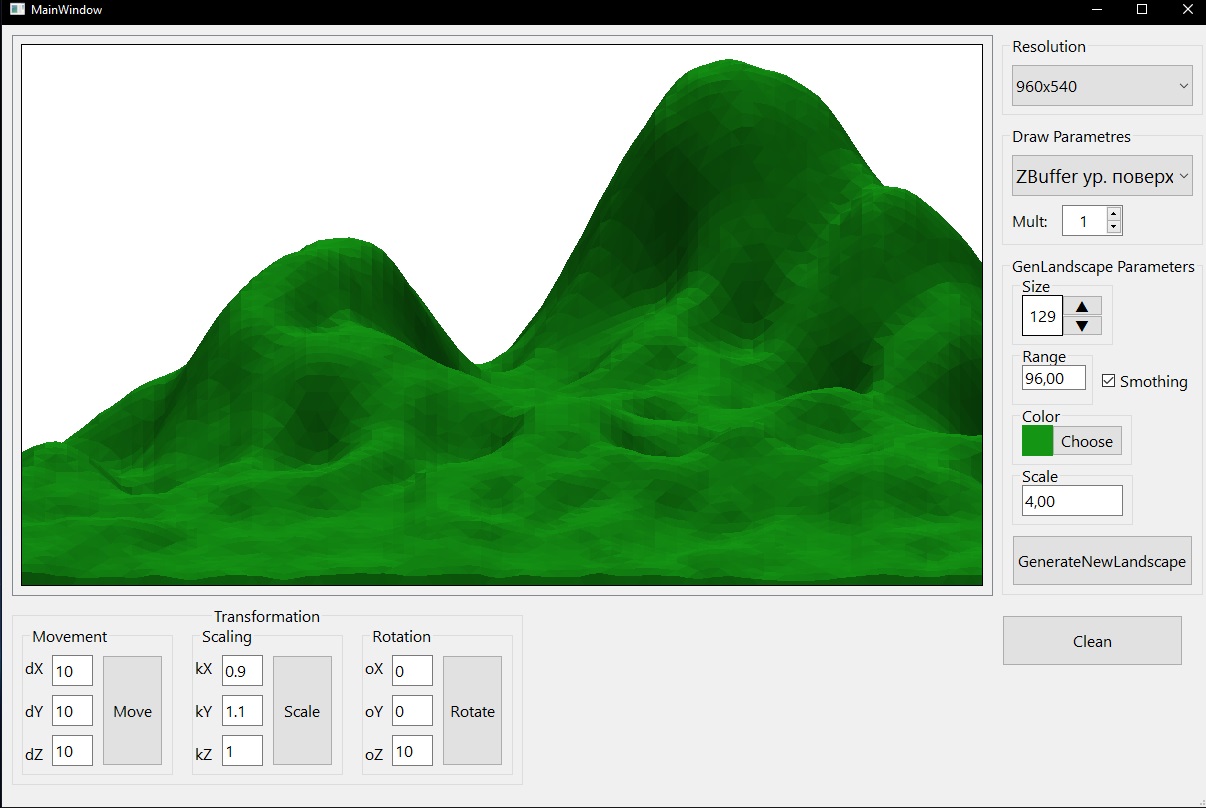 MainWindow
Resolution
960x540
Draw Parametres
ZBuffer ур. поверх
Mult: 1
GenLandscape Parameters
Size
129
Range
96,00
Smothing
Color
Choose
Scale
4,00
GenerateNewLandscape
Clean
Transformation
Movement
dX 10
dY 10
dZ 10
Move
Scaling
kX 0.9
kY 1.1
kZ 1
Scale
Rotation
oX 0
oY 0
oZ 10
Rotate